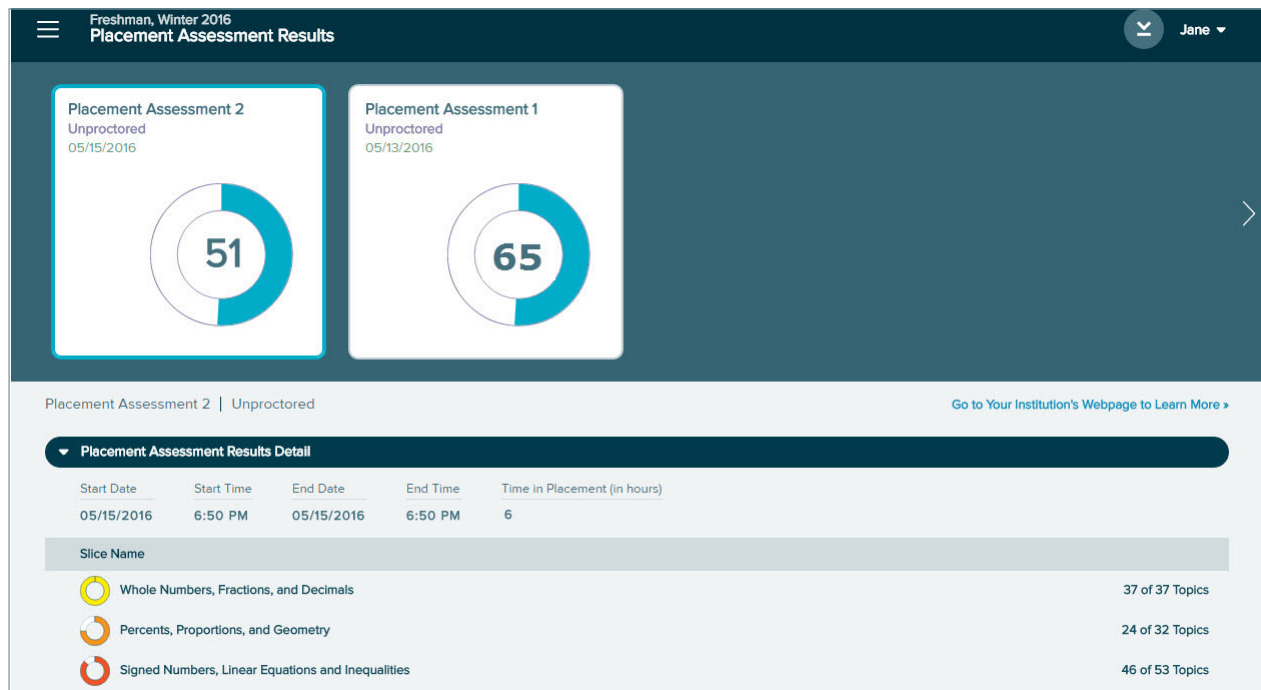 Freshman, Winter 2016
Placement Assessment Results
Jane
Placement Assessment 2
Unproctored
05/15/2016
51
Placement Assessment 1
Unproctored
05/13/2016
65
Placement Assessment 2 | Unproctored
Go to Your Institution's Webpage to Learn More »
Placement Assessment Results Detail
Start Date Start Time End Date End Time Time in Placement (in hours)
05/15/2016 6:50 PM 05/15/2016 6:50 PM 6
Slice Name
Whole Numbers, Fractions, and Decimals 37 of 37 Topics
Percents, Proportions, and Geometry 24 of 32 Topics
Signed Numbers, Linear Equations and Inequalities 46 of 53 Topics